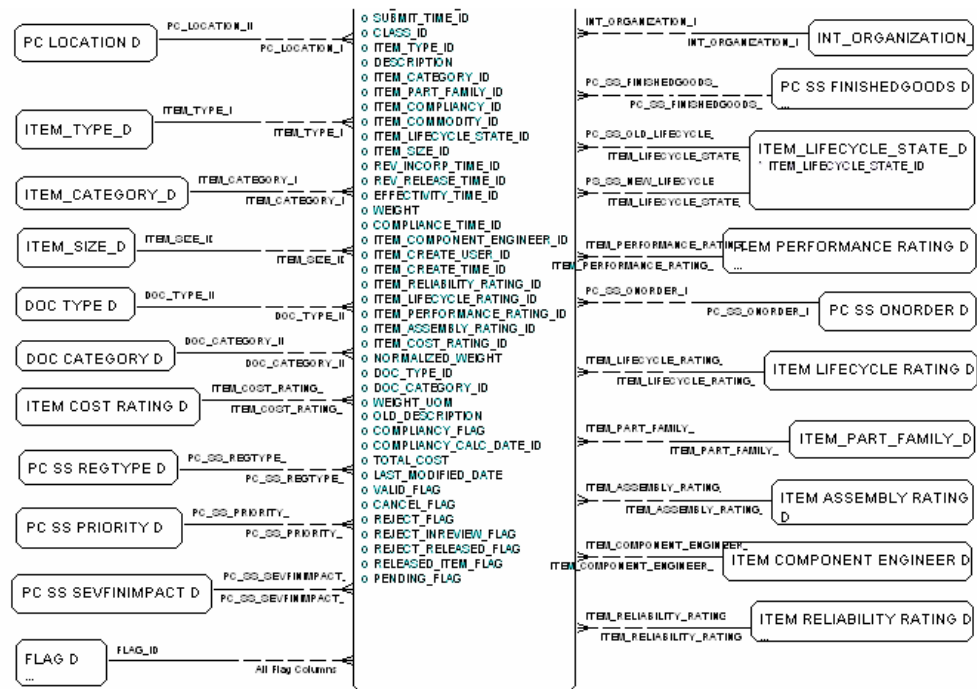 PC LOCATION D
PC_LOCATION_II
PC_LOCATION_I
ITEM_TYPE_D
ITEM_TYPE_I
ITEM_TYPE_I
ITEM_CATEGORY_D
ITEM_CATEGORY_I
ITEM_CATEGORY_I
ITEM_SIZE_D
ITEM_SIZE_II
ITEM_SIZE_II
DOC TYPE D
DOC_TYPE_II
DOC_TYPE_II
DOC CATEGORY D
DOC_CATEGORY_II
DOC_CATEGORY_II
ITEM COST RATING D
ITEM_COST_RATING_
ITEM_COST_RATING_
PC SS REGTYPE D
PC_SS_REGTYPE_
PC_SS_REGTYPE_
PC SS PRIORITY D
PC_SS_PRIORITY_
PC_SS_PRIORITY_
PC SS SEVFINIMPACT D
PC_SS_SEVFINIMPACT_
PC_SS_SEVFINIMPACT_
FLAG D
...
FLAG_ID
All Flag Columns
o SUBMIT_TIME_ID
o CLASS_ID
o ITEM_TYPE_ID
o DESCRIPTION
o ITEM_CATEGORY_ID
o ITEM_PART_FAMILY_ID
o ITEM_COMPLIANCY_ID
o ITEM_COMMODITY_ID
o ITEM_LIFECYCLE_STATE_ID
o ITEM_SIZE_ID
o REV_INCORP_TIME_ID
o REV_RELEASE_TIME_ID
o EFFECTIVITY_TIME_ID
o WEIGHT
o COMPLIANCE_TIME_ID
o ITEM_COMPONENT_ENGINEER_ID
o ITEM_CREATE_USER_ID
o ITEM_CREATE_TIME_ID
o ITEM_RELIABILITY_RATING_ID
o ITEM_LIFECYCLE_RATING_ID
o ITEM_PERFORMANCE_RATING_ID
o ITEM_ASSEMBLY_RATING_ID
o ITEM_COST_RATING_ID
o NORMALIZED_WEIGHT
o DOC_TYPE_ID
o DOC_CATEGORY_ID
o WEIGHT_UOM
o OLD_DESCRIPTION
o COMPLIANCY_FLAG
o COMPLIANCY_CALC_DATE_ID
o TOTAL_COST
o LAST_MODIFIED_DATE
o VALID_FLAG
o CANCEL_FLAG
o REJECT_FLAG
o REJECT_INREVIEW_FLAG
o REJECT_RELEASED_FLAG
o RELEASED_ITEM_FLAG
o PENDING_FLAG
INT_ORGANIZATION_I
INT_ORGANIZATION_I
INT_ORGANIZATION_
PC_SS_FINISHEDGOODS_
PC_SS_FINISHEDGOODS_
PC SS FINISHEDGOODS D
...
PC_SS_OLD_LIFECYCLE_
ITEM_LIFECYCLE_STATE_
PC_SS_NEW_LIFECYCLE
ITEM_LIFECYCLE_STATE_
ITEM_LIFECYCLE_STATE_D
* ITEM_LIFECYCLE_STATE_ID
ITEM_PERFORMANCE_RATING_
ITEM_PERFORMANCE_RATING_
ITEM PERFORMANCE RATING D
...
PC_SS_ONORDER_I
PC_SS_ONORDER_I
PC SS ONORDER D
ITEM_LIFECYCLE_RATING_
ITEM_LIFECYCLE_RATING_
ITEM LIFECYCLE RATING D
ITEM_PART_FAMILY_
ITEM_PART_FAMILY_
ITEM_PART_FAMILY_D
ITEM_ASSEMBLY_RATING_
ITEM_ASSEMBLY_RATING_
ITEM ASSEMBLY RATING
D
ITEM_COMPONENT_ENGINEER_
ITEM_COMPONENT_ENGINEER_
ITEM COMPONENT ENGINEER D
ITEM_RELIABILITY_RATING
ITEM_RELIABILITY_RATING
ITEM RELIABILITY RATING D
...